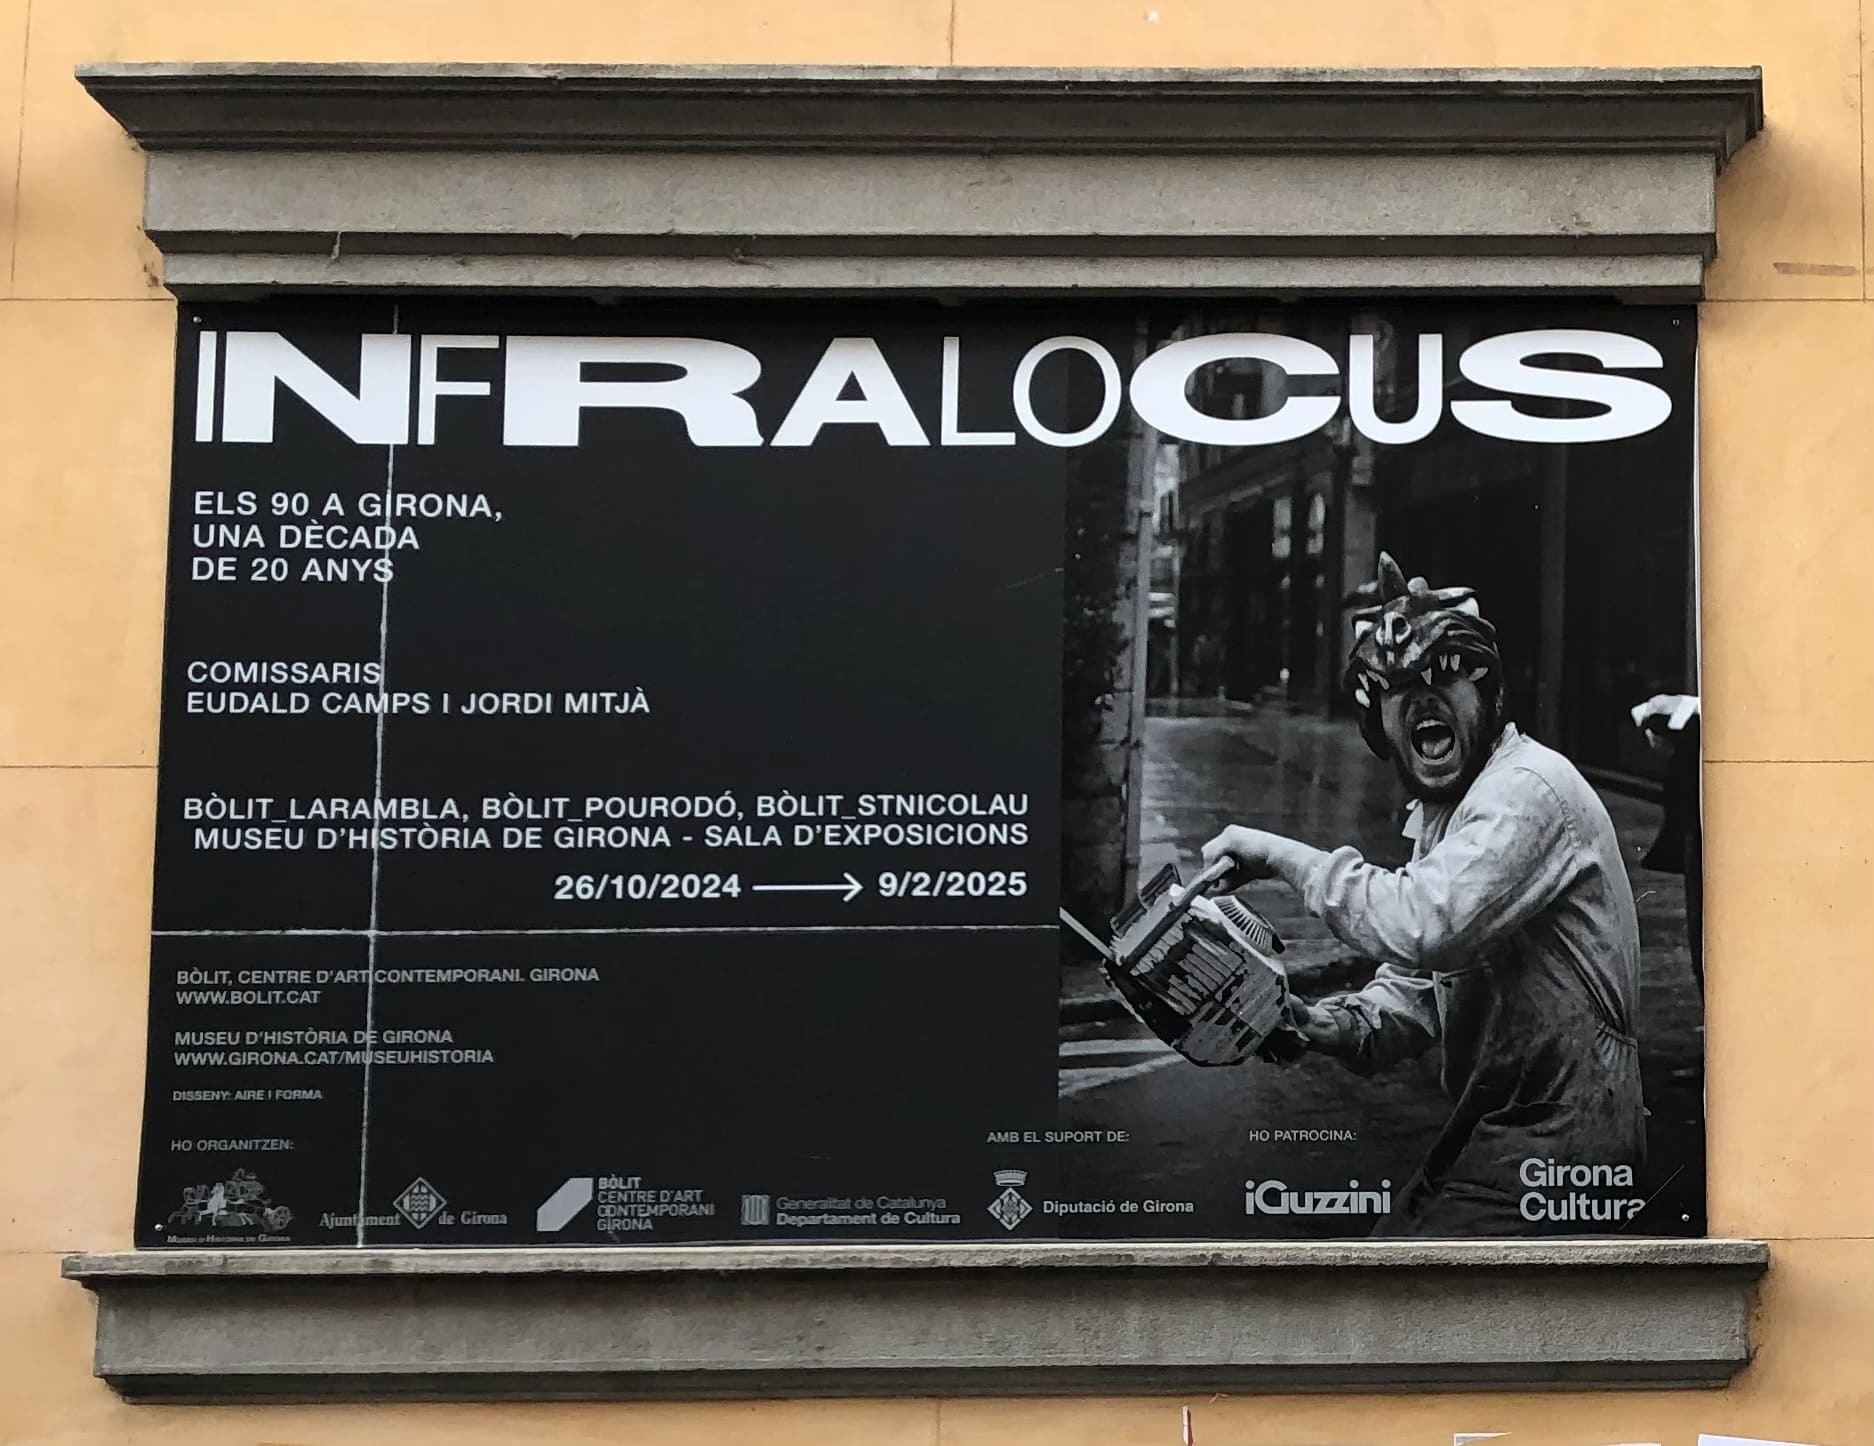 INFRALOCUS
ELS 90 A GIRONA,
UNA DÈCADA
DE 20 ANYS
COMISSARIS
EUDALD CAMPS I JORDI MITJÀ
BÒLIT_LARAMBLA, BÒLIT_POURODÓ, BÒLIT_STNICOLAU
MUSEU D'HISTÒRIA DE GIRONA - SALA D'EXPOSICIONS
26/10/2024 → 9/2/2025
BÒLIT, CENTRE D'ART CONTEMPORANI. GIRONA
WWW.BOLIT.CAT
MUSEU D'HISTÒRIA DE GIRONA
WWW.GIRONA.CAT/MUSEUHISTORIA
DISSENY: AIRE I FORMA
HO ORGANITZEN:
MUSEU D'HISTÒRIA DE GIRONA
Ajuntament de Girona
BÒLIT
CENTRE D'ART
CONTEMPORANI
GIRONA
Generalitat de Catalunya
Departament de Cultura
AMB EL SUPORT DE:
Diputació de Girona
HO PATROCINA:
iGuzzini
Girona
Cultura